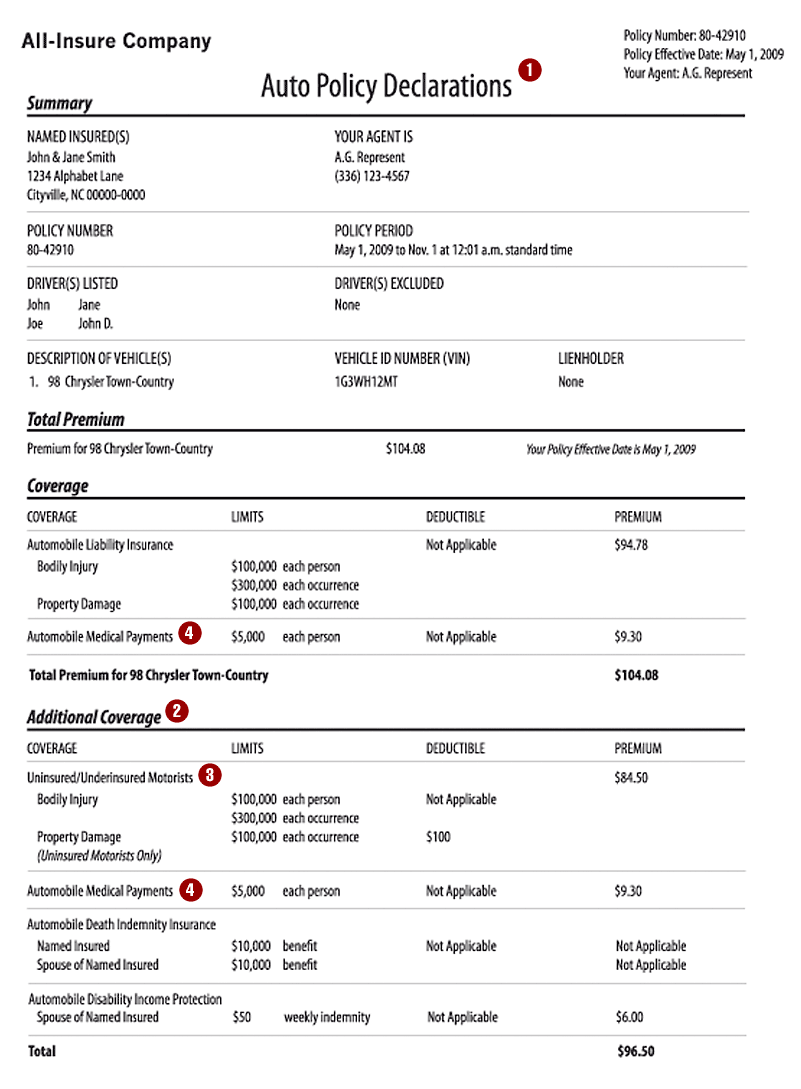 All-Insure Company
Policy Number: 80-42910
Policy Effective Date: May 1, 2009
Your Agent: A.G. Represent
Auto Policy Declarations 1
Summary
NAMED INSURED(S) YOUR AGENT IS
John & Jane Smith A.G. Represent
1234 Alphabet Lane (336) 123-4567
Cityville, NC 00000-0000
POLICY NUMBER POLICY PERIOD
80-42910 May 1, 2009 to Nov. 1 at 12:01 a.m. standard time
DRIVER(S) LISTED DRIVER(S) EXCLUDED
John Jane None
Joe John D.
DESCRIPTION OF VEHICLE(S) VEHICLE ID NUMBER (VIN) LIENHOLDER
1. 98 Chrysler Town-Country 1G3WH12MT None
Total Premium
Premium for 98 Chrysler Town-Country $104.08 Your Policy Effective Date is May 1, 2009
Coverage
COVERAGE LIMITS DEDUCTIBLE PREMIUM
Automobile Liability Insurance Not Applicable $94.78
Bodily Injury $100,000 each person
$300,000 each occurrence
Property Damage $100,000 each occurrence
Automobile Medical Payments 4 $5,000 each person Not Applicable $9.30
Total Premium for 98 Chrysler Town-Country $104.08
Additional Coverage 2
COVERAGE LIMITS DEDUCTIBLE PREMIUM
Uninsured/Underinsured Motorists 3 $84.50
Bodily Injury $100,000 each person Not Applicable
$300,000 each occurrence
Property Damage $100,000 each occurrence $100
(Uninsured Motorists Only)
Automobile Medical Payments 4 $5,000 each person Not Applicable $9.30
Automobile Death Indemnity Insurance
Named Insured $10,000 benefit Not Applicable Not Applicable
Spouse of Named Insured $10,000 benefit Not Applicable
Automobile Disability Income Protection
Spouse of Named Insured $50 weekly indemnity Not Applicable $6.00
Total $96.50